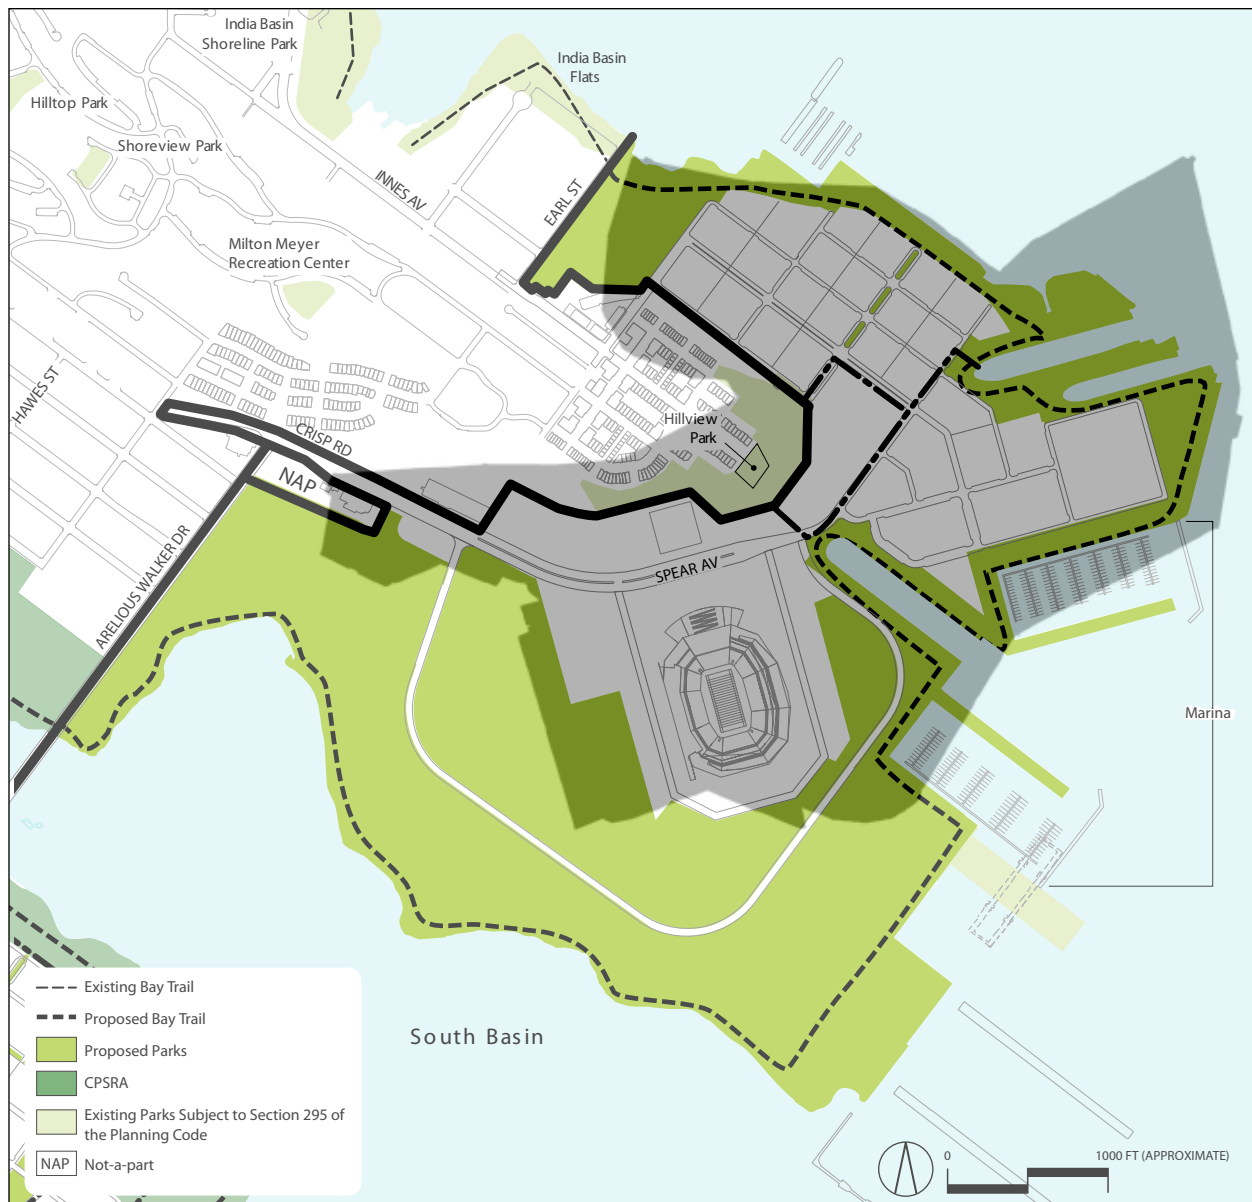 India Basin
Shoreline Park
India Basin
Flats
Hilltop Park
Shoreview Park
INNES AV
EARL ST
Milton Meyer
Recreation Center
HAWES ST
Hillview
Park
CRISP RD
NAP
SPEAR AV
ARELIOUS WALKER DR
Marina
South Basin
Existing Bay Trail
Proposed Bay Trail
Proposed Parks
CPSRA
Existing Parks Subject to Section 295 of
the Planning Code
NAP Not-a-part
0 1000 FT (APPROXIMATE)